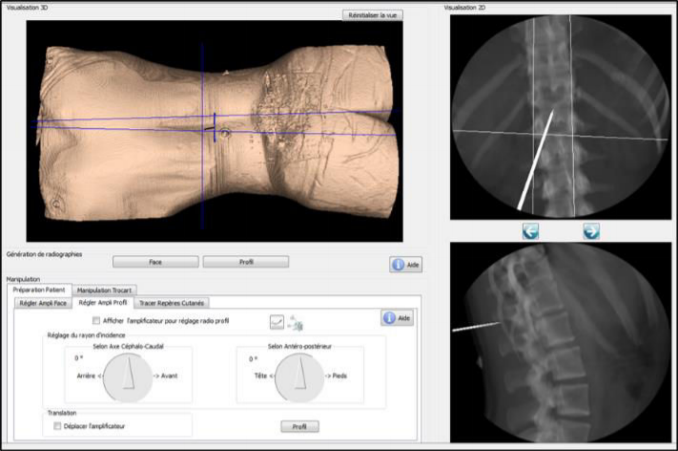 Visualisation 3D
Visualisation 2D
Réinitialiser la vue
Génération de radiographies
Face
Profil
Aide
Manipulation
Préparation Patient
Manipulation Trocart
Régler Ampli Face
Régler Ampli Profil
Tracer Repères Cutanés
Afficher l'amplificateur pour réglage radio profil
Aide
Réglage du rayon d'incidence
Selon Axe Céphalo-Caudal
Selon Antéro-postérieur
0 °
0 °
Arrière <
-> Avant
Tête <
-> Pieds
Translation
Déplacer l'amplificateur
Profil